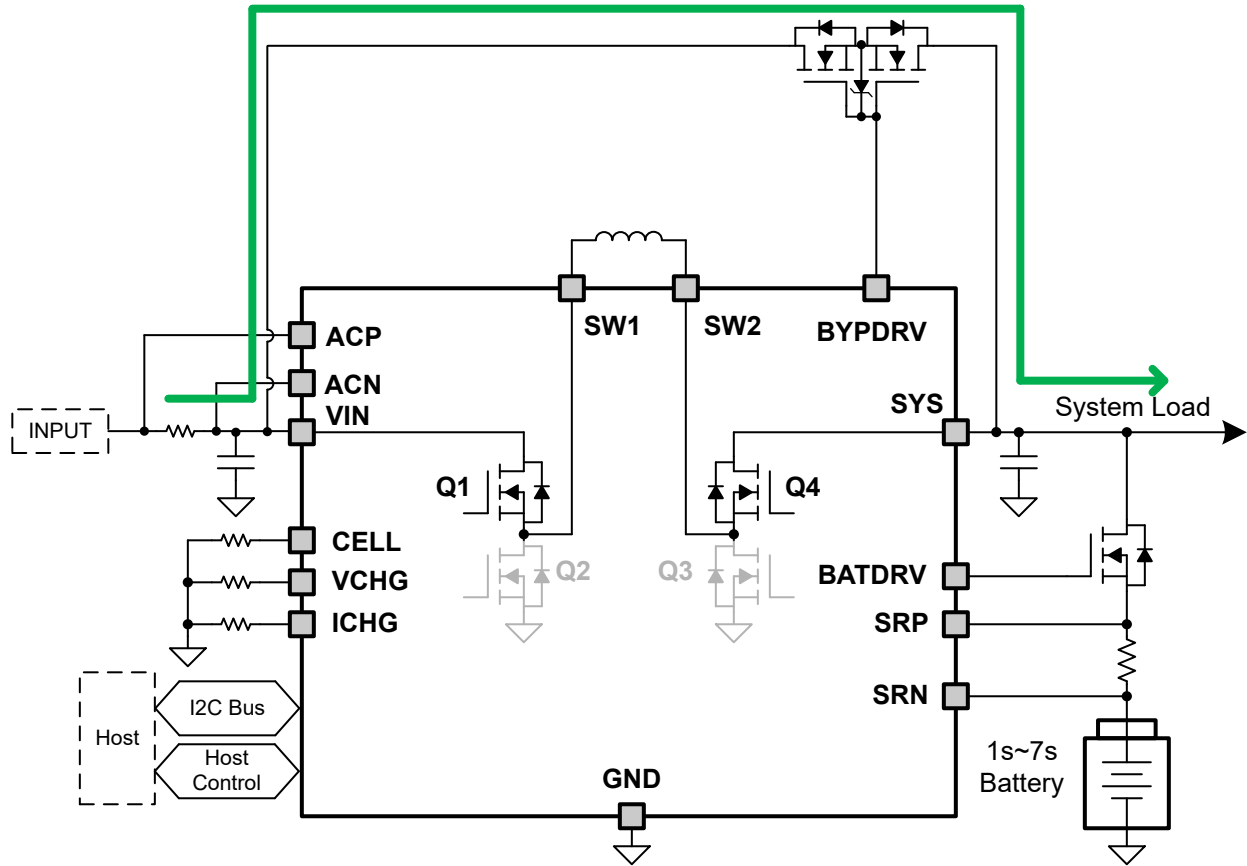 SW1
SW2
BYPDRV
ACP
ACN
VIN
INPUT
SYS
System Load
Q1
Q4
Q2
Q3
CELL
VCHG
ICHG
BATDRV
SRP
SRN
Host
I2C Bus
Host
Control
GND
1s~7s
Battery